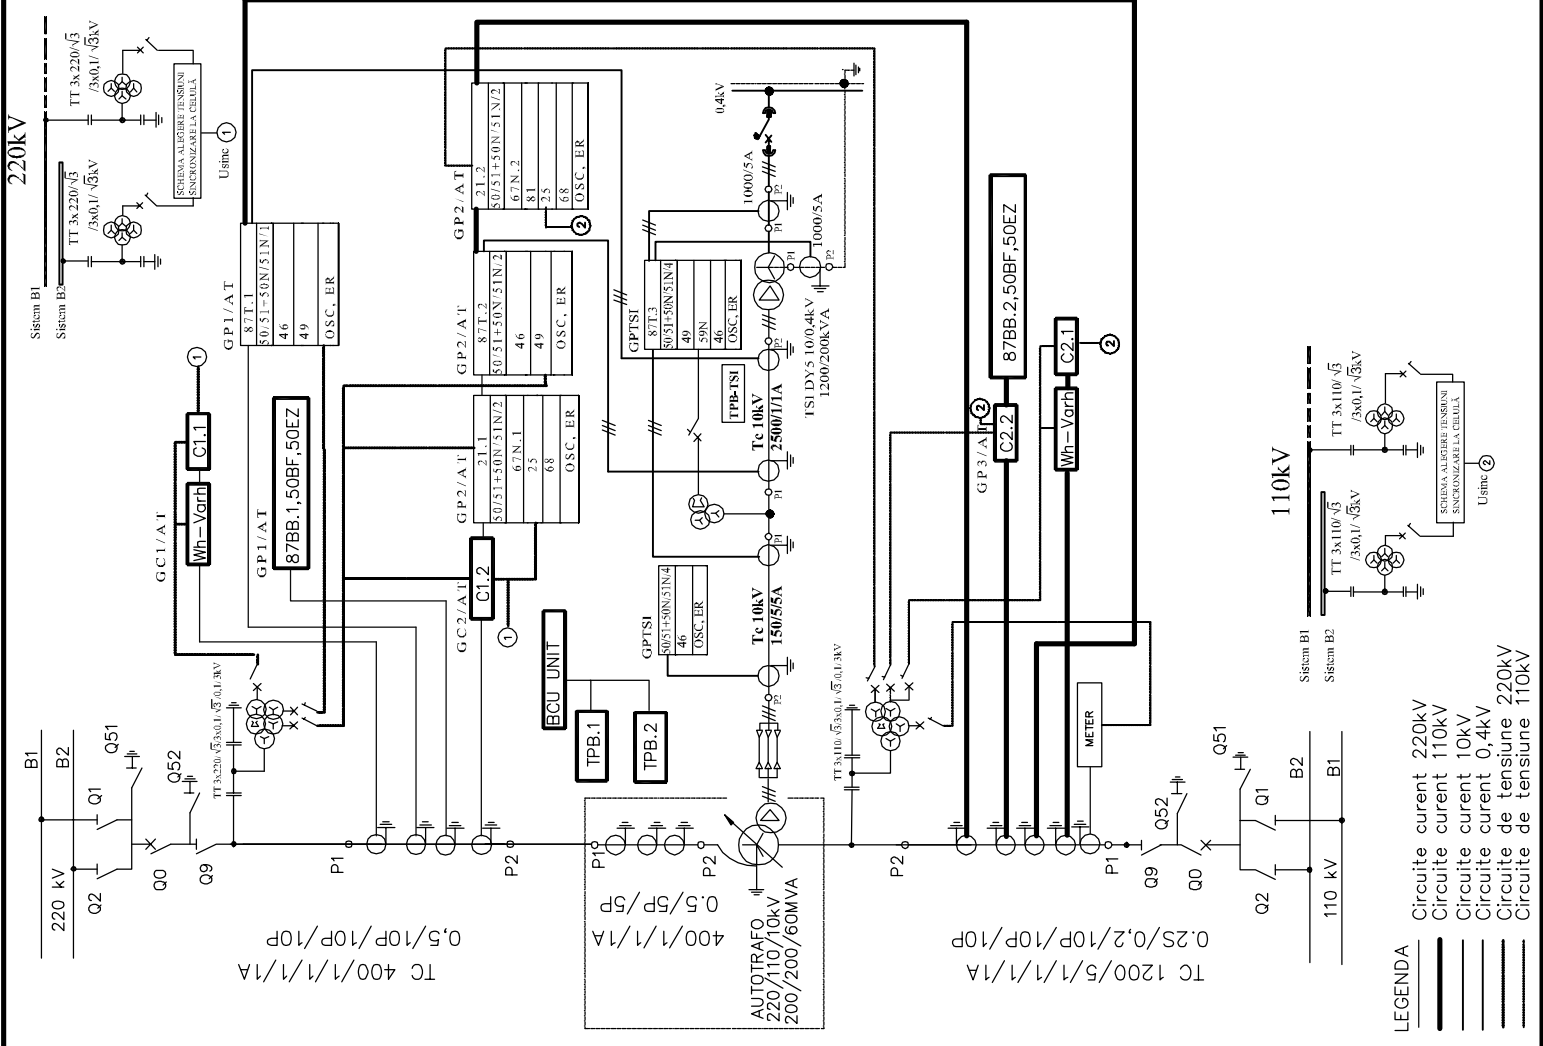 220kV
Sistem B1
Sistem B2
TT 3x220/√3
/3x0,1/√3kV
TT 3x220/√3
/3x0,1/√3kV
SCHEMA ALEGERE TENSIUNI
SINCRONIZARE LA CELULĂ
Usinc 1
GP1/AT
87T.1
50/51+50N/51N/1
46
49
OSC, ER
1
C1.1
Wh-Varh
GC1/AT
GP1/AT
87BB.1,50BF,50EZ
GP2/AT
21.2
50/51+50N/51N/2
67N.2
81
25
68
OSC, ER
2
GP2/AT
87T.2
50/51+50N/51N/2
46
49
OSC, ER
GP2/AT
21.1
50/51+50N/51N/2
67N.1
25
68
OSC, ER
GC2/AT
C1.2
1
BCU UNIT
TPB.1
TPB.2
GPTSI
87T.3
50/51+50N/51N/4
49
59N
46
OSC, ER
TPB-TSI
GPTSI
50/51+50N/51N/4
46
OSC, ER
0,4kV
1000/5A
P2
P1
1000/5A
P1
P2
TSI DY5 10/0,4kV
1200/200kVA
P2
Tc 10kV
2500/1/1A
P1
P1
Tc 10kV
150/5/5A
P2
GP3/AT
87BB.2,50BF,50EZ
2
C2.2
C2.1
2
Wh-Varh
METER
110kV
Sistem B1
Sistem B2
TT 3x110/√3
/3x0,1/√3kV
TT 3x110/√3
/3x0,1/√3kV
SCHEMA ALEGERE TENSIUNI
SINCRONIZARE LA CELULĂ
Usinc 2
B1
B2
220 kV
Q1
Q2
Q51
Q52
Q0
Q9
TT 3x220/√3/3x0,1/√3/0,1/3kV
P1
P2
TC 400/1/1/1/1A
0,5/10P/10P/10P
P1
P2
400/1/1/1A
0.5/5P/5P
AUTOTRAFO
220/110/10kV
200/200/60MVA
TT 3x110/√3/3x0,1/√3/0,1/3kV
P2
P1
TC 1200/5/1/1/1/1A
0.2S/0,2/10P/10P/10P
Q9
Q0
Q52
Q51
Q1
Q2
B2
B1
110 kV
LEGENDA
Circuite curent 220kV
Circuite curent 110kV
Circuite curent 10kV
Circuite curent 0,4kV
Circuite de tensiune 220kV
Circuite de tensiune 110kV